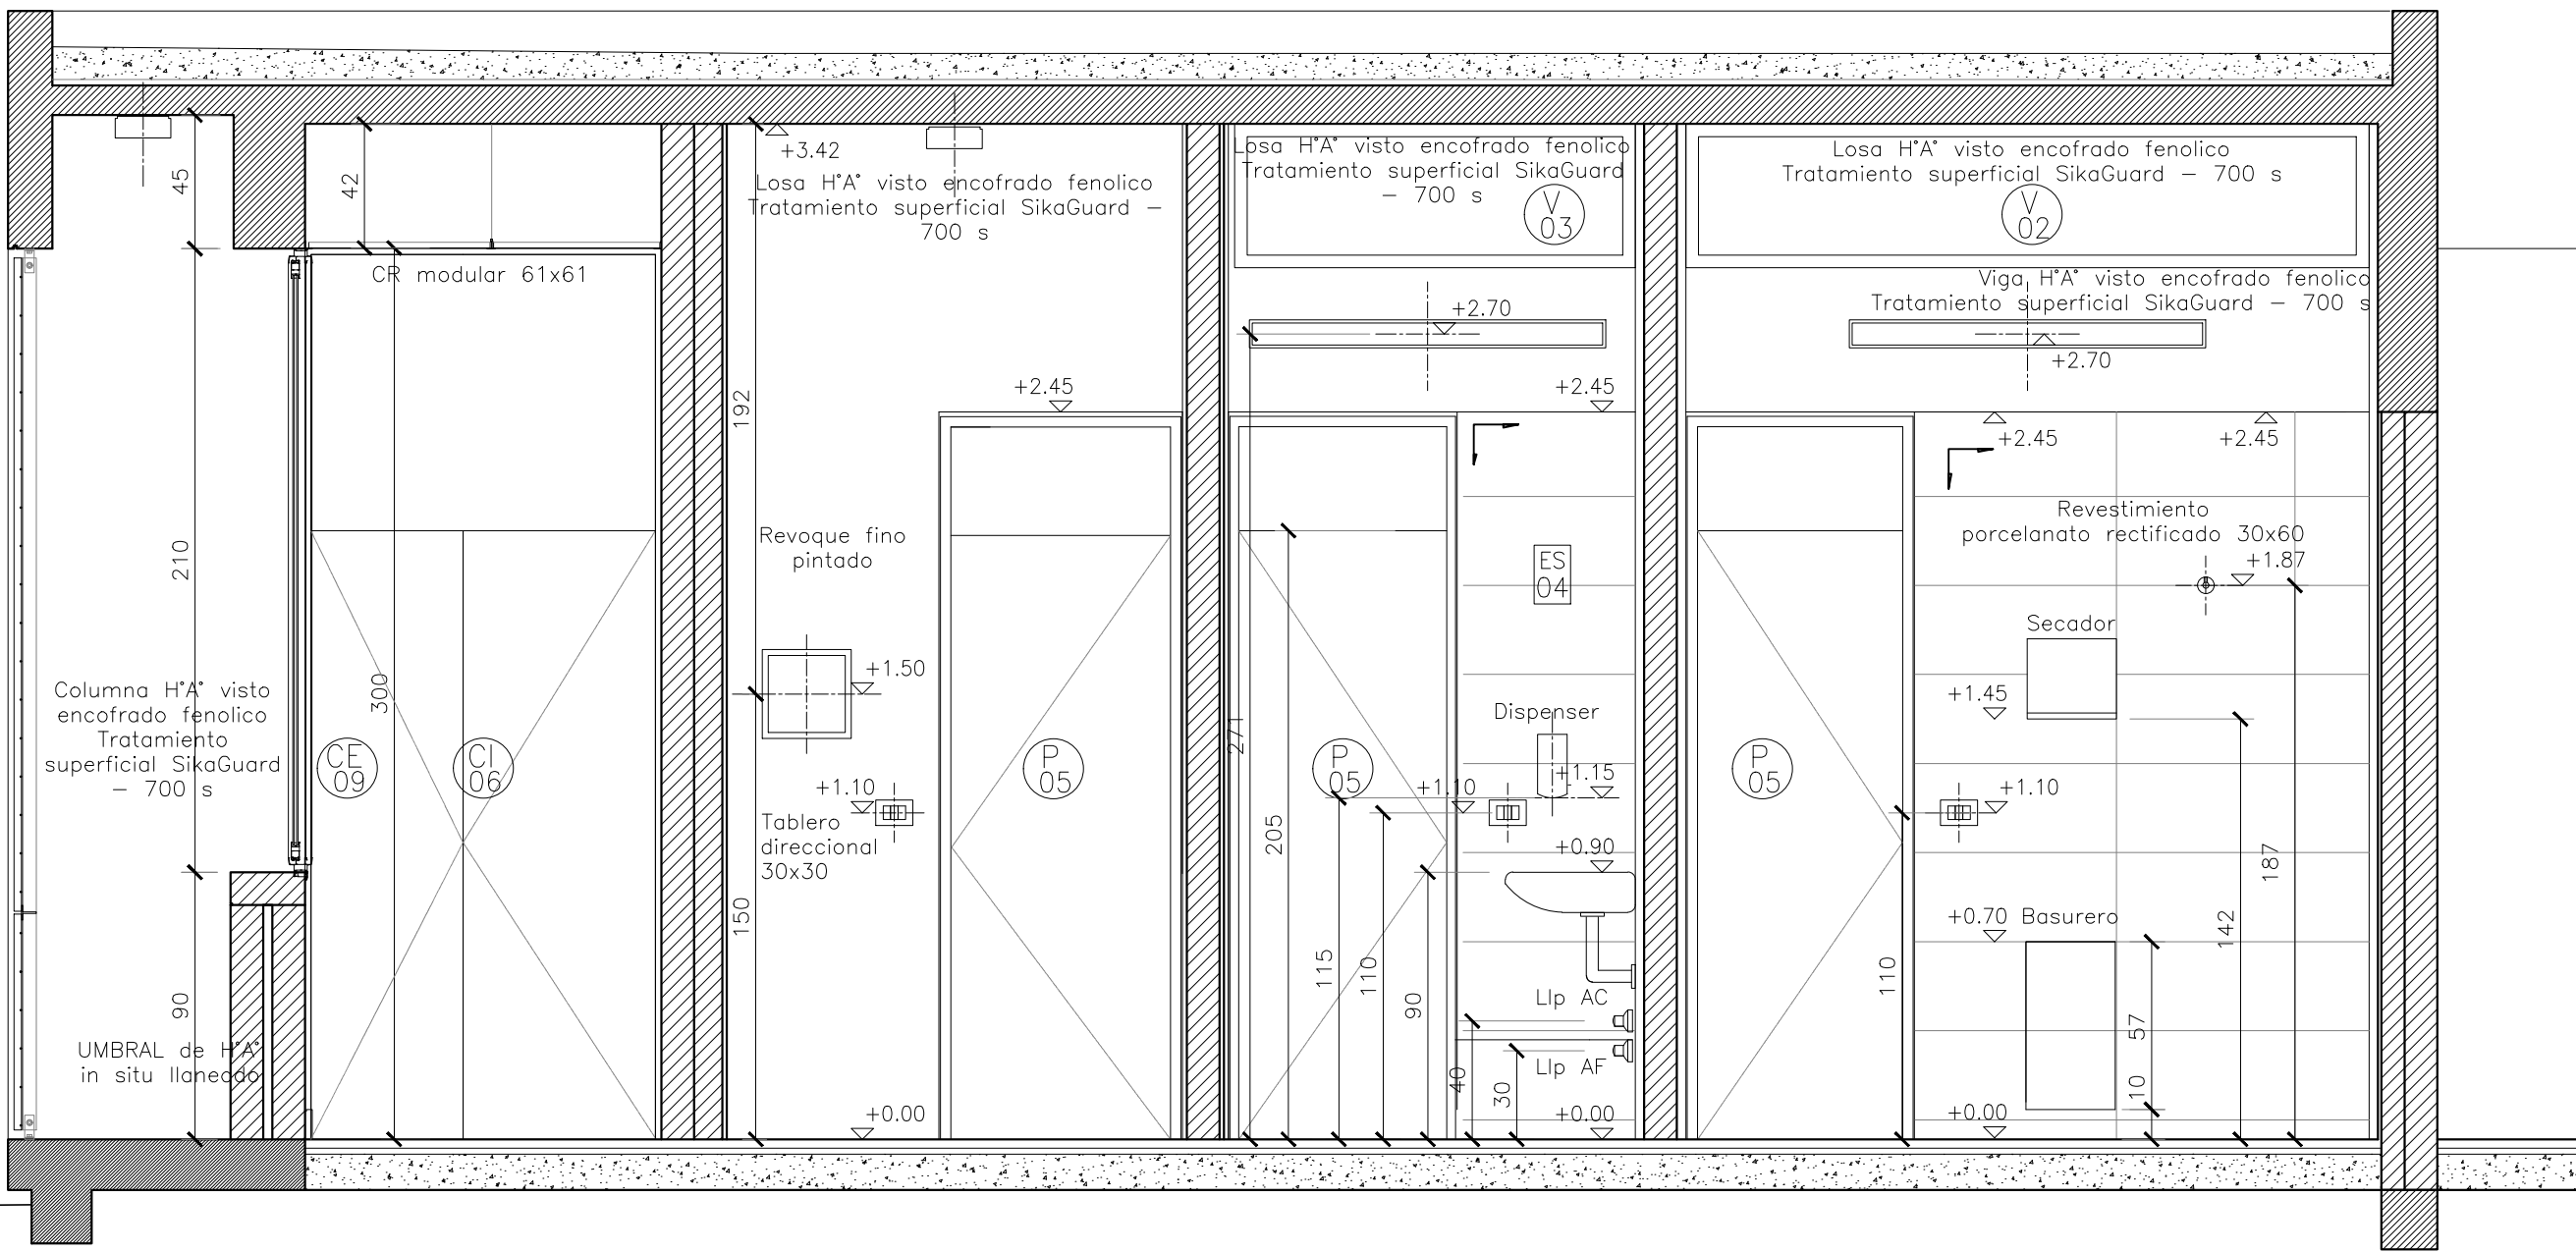 45
42
+3.42
Losa H°A° visto encofrado fenolico
Tratamiento superficial SikaGuard –
700 s
Losa H°A° visto encofrado fenolico
Tratamiento superficial SikaGuard
– 700 s
V
03
Losa H°A° visto encofrado fenolico
Tratamiento superficial SikaGuard – 700 s
V
02
CR modular 61x61
Viga H°A° visto encofrado fenolico
Tratamiento superficial SikaGuard – 700 s
+2.70
+2.70
192
+2.45
+2.45
+2.45
+2.45
210
Revoque fino
pintado
ES
04
Revestimiento
porcelanato rectificado 30x60
+1.87
Secador
Columna H°A° visto
encofrado fenolico
Tratamiento
superficial SikaGuard
– 700 s
300
+1.50
271
Dispenser
+1.45
CE
09
CI
06
P
05
P
05
P
05
+1.15
+1.10
+1.10
+1.10
Tablero
direccional
30x30
205
+0.90
187
150
+0.70 Basurero
142
90
115
110
90
110
Llp AC
57
UMBRAL de H°A°
in situ llaneado
Llp AF
40
30
10
+0.00
+0.00
+0.00